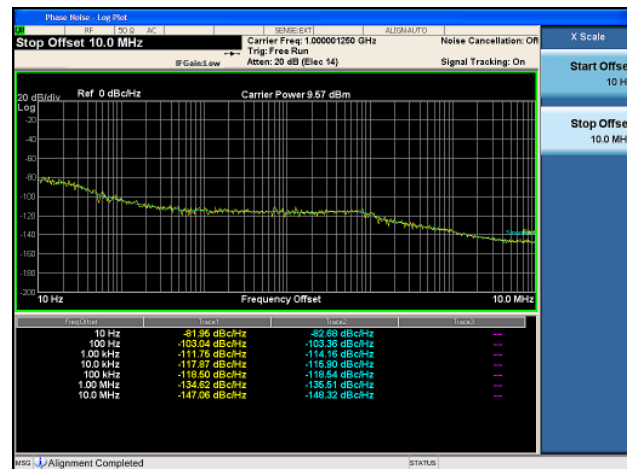 Phase Noise - Log Plot
RF 50 Ω AC SENSE:EXT ALIGNAUTO
Stop Offset 10.0 MHz
Carrier Freq: 1.000001250 GHz
Noise Cancellation: Off
Trig: Free Run
IFGain:Low
Atten: 20 dB (Elec 14)
Signal Tracking: On
20 dB/div
Log
Ref 0 dBc/Hz
Carrier Power 9.57 dBm
-20
-40
-60
-80
-100
-120
-140
-160
-180
-200
10 Hz Frequency Offset 10.0 MHz
Freq Offset Trace1 Trace2 Trace3
10 Hz -81.95 dBc/Hz -82.68 dBc/Hz ---
100 Hz -103.04 dBc/Hz -103.36 dBc/Hz ---
1.00 kHz -111.75 dBc/Hz -114.16 dBc/Hz ---
10.0 kHz -117.87 dBc/Hz -115.90 dBc/Hz ---
100 kHz -118.50 dBc/Hz -118.54 dBc/Hz ---
1.00 MHz -134.62 dBc/Hz -135.51 dBc/Hz ---
10.0 MHz -147.06 dBc/Hz -148.32 dBc/Hz ---
MSG Alignment Completed STATUS
X Scale
Start Offse
10 H
Stop Offse
10.0 MH